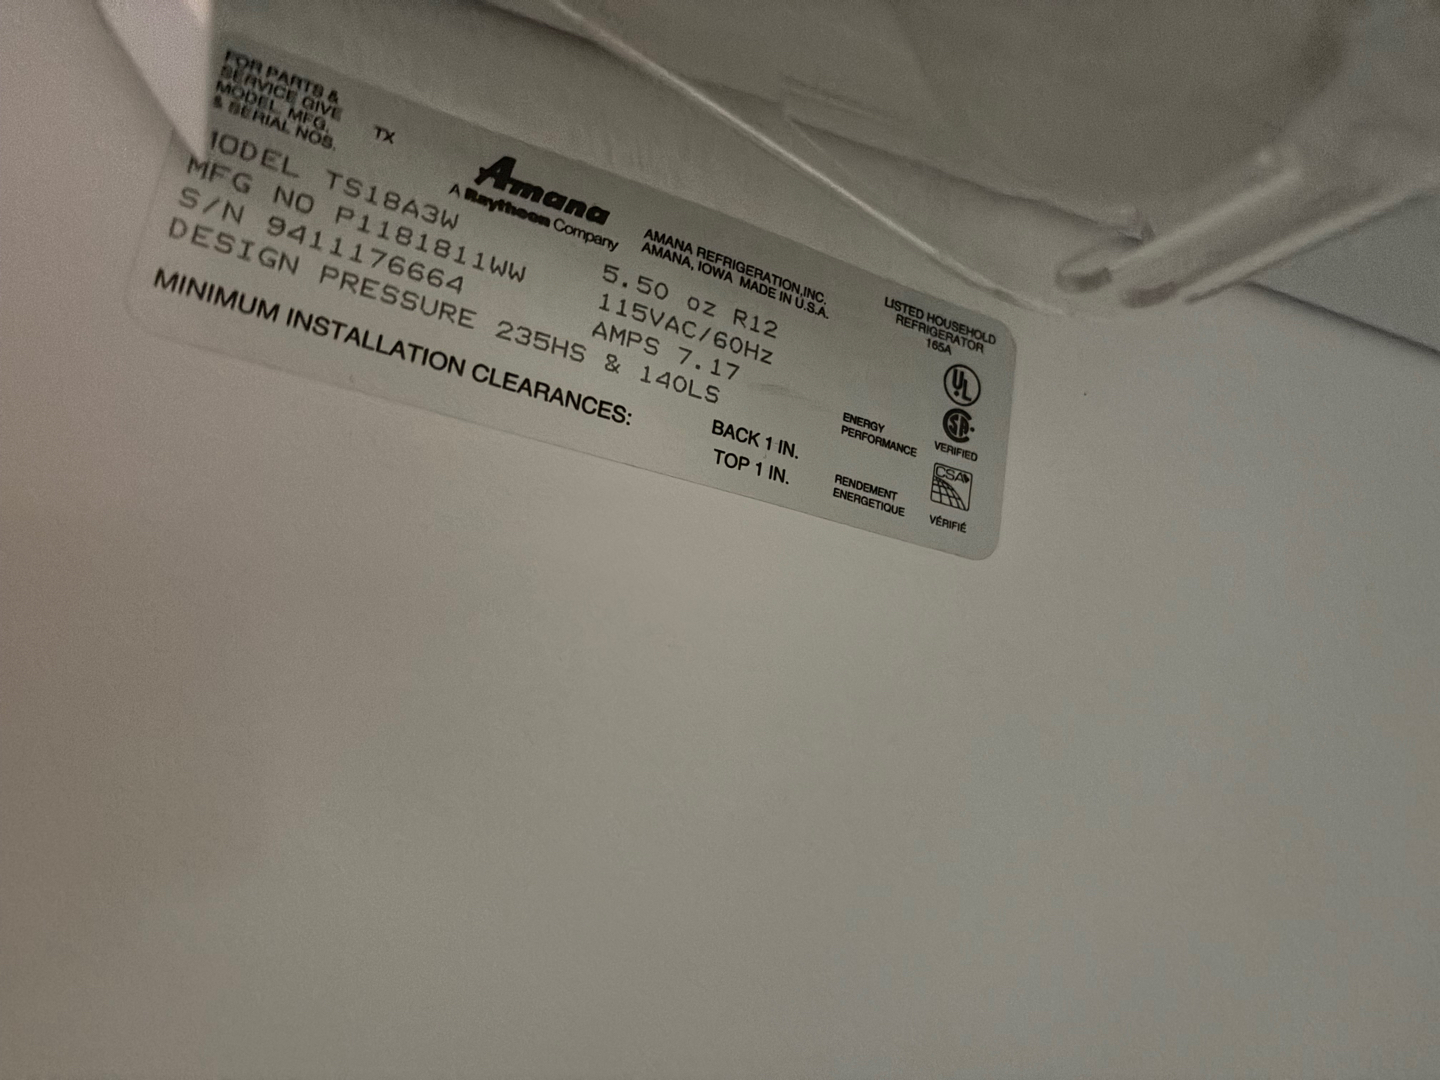 FOR PARTS &
SERVICE GIVE
MODEL, MFG.
& SERIAL NOS.
TX
Amana
A Raytheon Company
AMANA REFRIGERATION,INC.
AMANA, IOWA MADE IN U.S.A.
LISTED HOUSEHOLD
REFRIGERATOR
165A
UL
MODEL TS18A3W
MFG NO P1181811WW
S/N 9411176664
5.50 oz R12
115VAC/60Hz
AMPS 7.17
DESIGN PRESSURE 235HS & 140LS
MINIMUM INSTALLATION CLEARANCES:
BACK 1 IN.
TOP 1 IN.
ENERGY
PERFORMANCE
SA
VERIFIED
RENDEMENT
ENERGETIQUE
CSA
VÉRIFIÉ